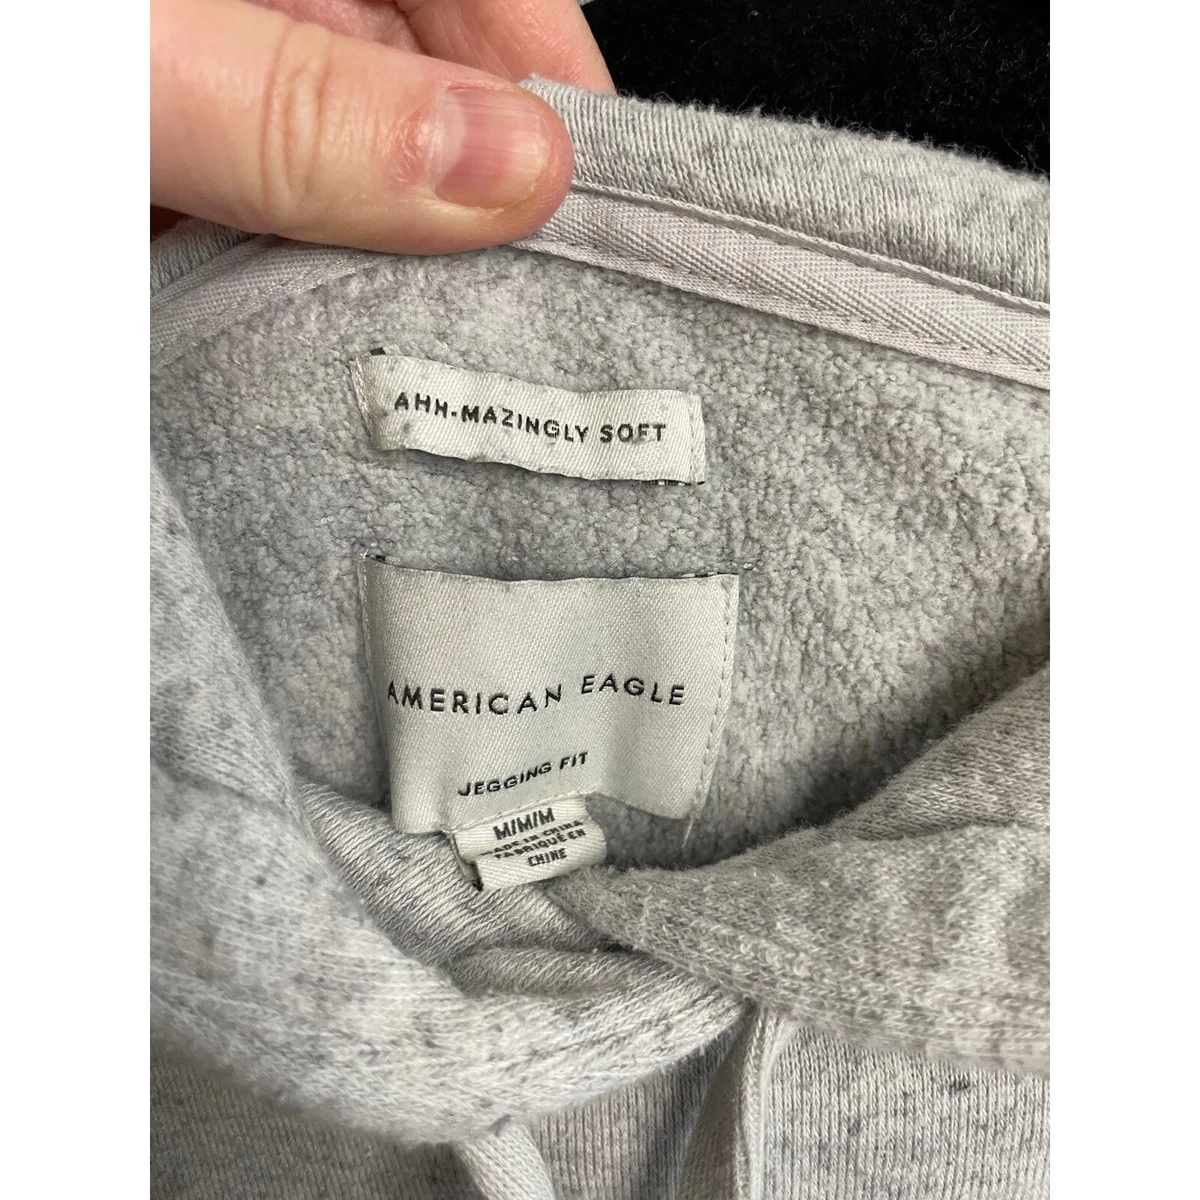 AHH-MAZINGLY SOFT
AMERICAN EAGLE
JEGGING FIT
M/M/M
MADE IN CHINA
FABRIQUÉ EN
CHINE